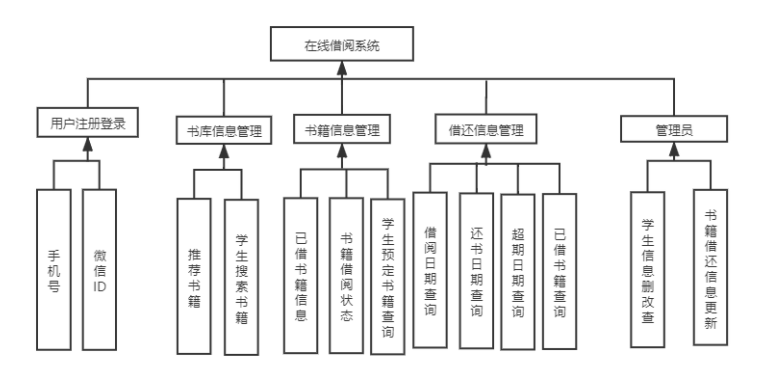 在线借阅系统
用户注册登录
书库信息管理
书籍信息管理
借还信息管理
管理员
手机号
微信ID
推荐书籍
学生搜索书籍
已借书籍信息
书籍借阅状态
学生预定书籍查询
借阅日期查询
还书日期查询
超期日期查询
已借书籍查询
学生信息删改查
书籍借还信息更新